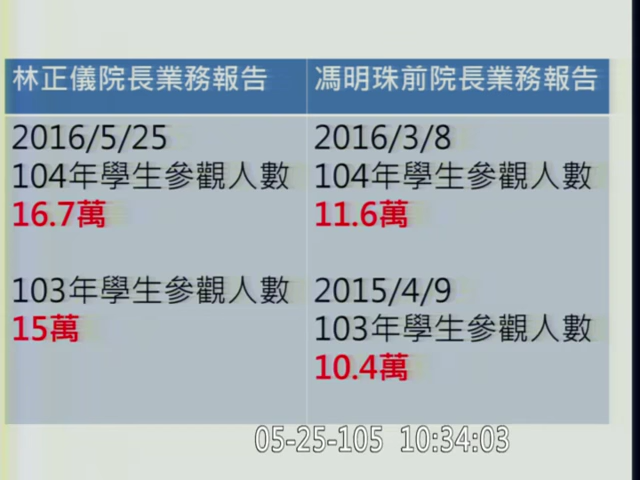 林正儀院長業務報告
2016/5/25
104年學生參觀人數
16.7萬
103年學生參觀人數
15萬
馮明珠前院長業務報告
2016/3/8
104年學生參觀人數
11.6萬
2015/4/9
103年學生參觀人數
10.4萬
05-25-105 10:34:03